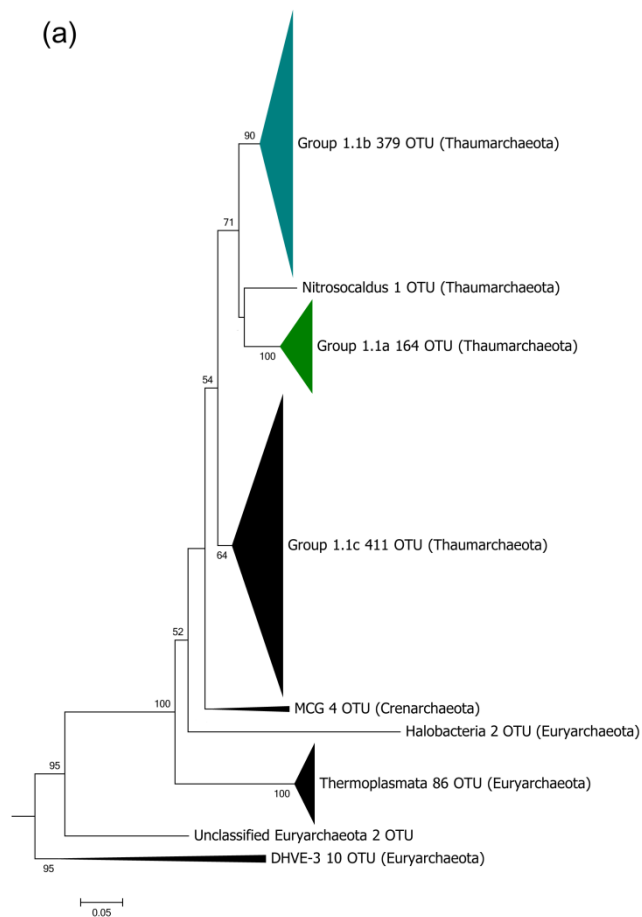 (a)
90
Group 1.1b 379 OTU (Thaumarchaeota)
71
Nitrosocaldus 1 OTU (Thaumarchaeota)
Group 1.1a 164 OTU (Thaumarchaeota)
100
54
Group 1.1c 411 OTU (Thaumarchaeota)
64
52
MCG 4 OTU (Crenarchaeota)
100
Halobacteria 2 OTU (Euryarchaeota)
95
Thermoplasmata 86 OTU (Euryarchaeota)
100
Unclassified Euryarchaeota 2 OTU
DHVE-3 10 OTU (Euryarchaeota)
95
0.05